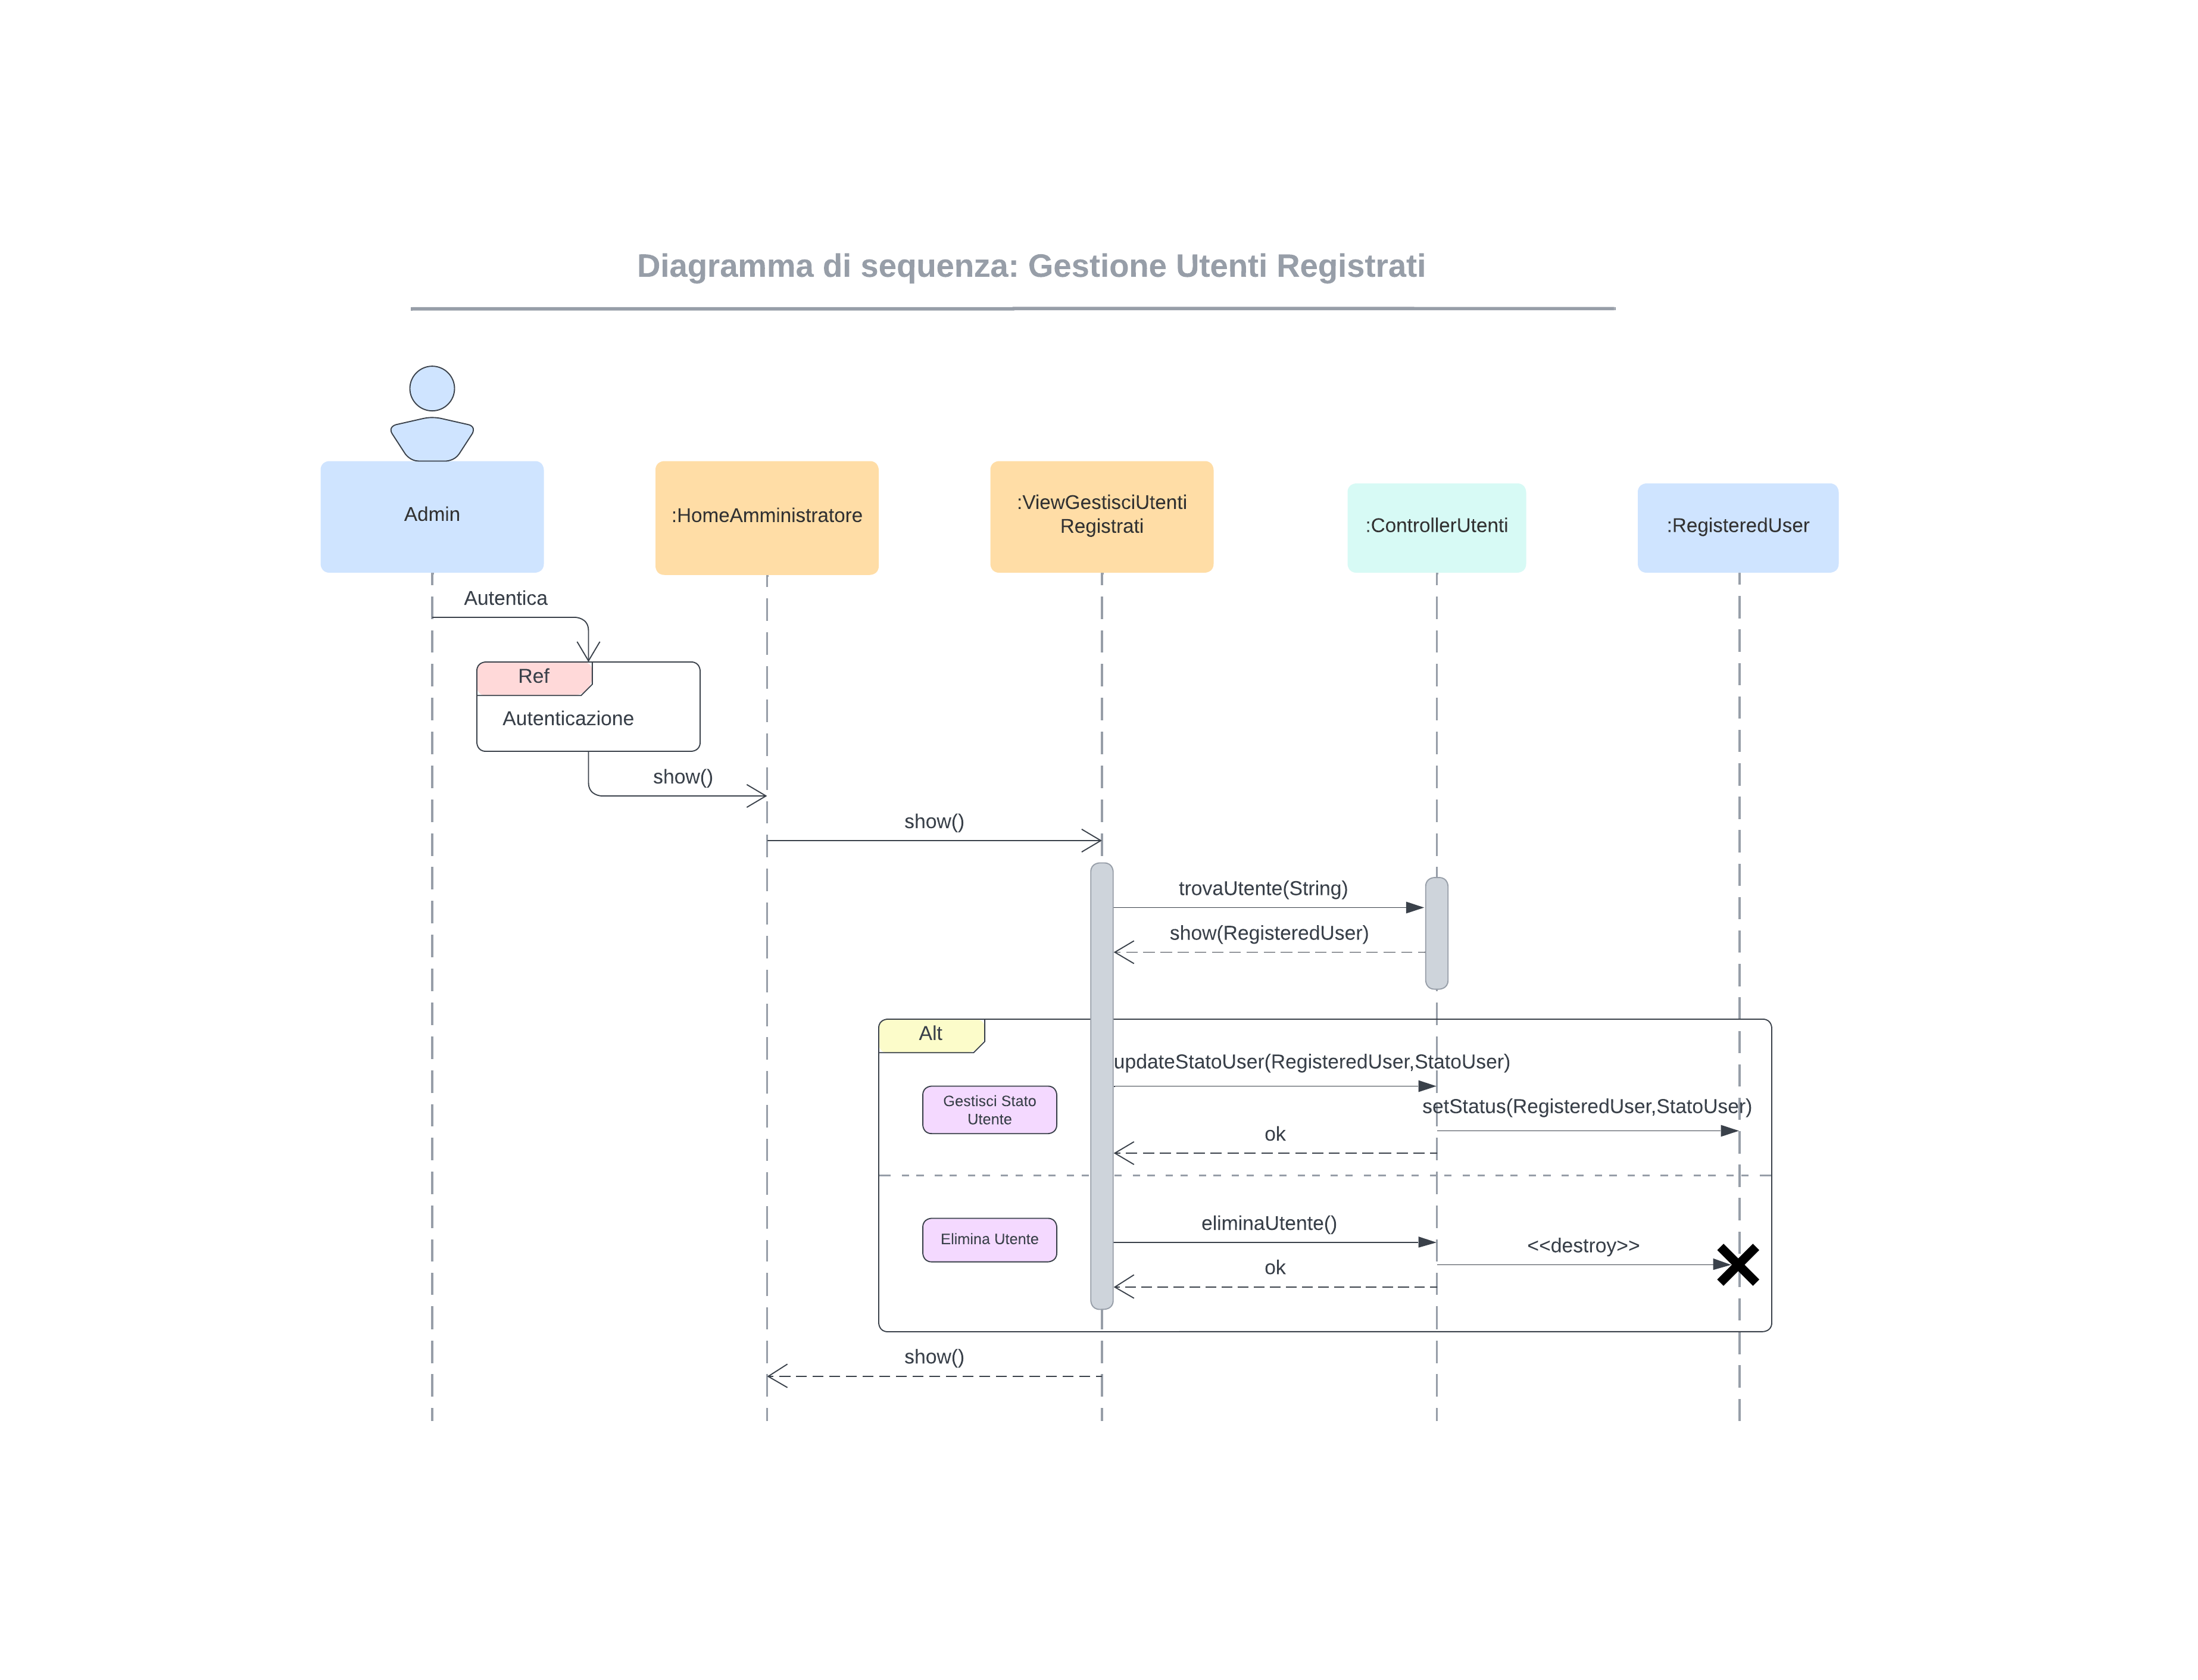 Diagramma di sequenza: Gestione Utenti Registrati
Admin
:HomeAmministratore
:ViewGestisciUtenti
Registrati
:ControllerUtenti
:RegisteredUser
Autentica
Ref
Autenticazione
show()
show()
trovaUtente(String)
show(RegisteredUser)
Alt
updateStatoUser(RegisteredUser,StatoUser)
Gestisci Stato
Utente
setStatus(RegisteredUser,StatoUser)
ok
eliminaUtente()
Elimina Utente
<<destroy>>
ok
show()